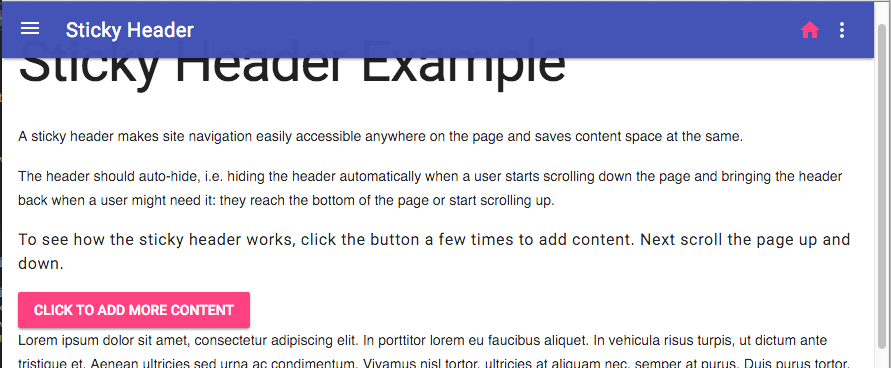 Sticky Header
Sticky Header Example
A sticky header makes site navigation easily accessible anywhere on the page and saves content space at the same.
The header should auto-hide, i.e. hiding the header automatically when a user starts scrolling down the page and bringing the header
back when a user might need it: they reach the bottom of the page or start scrolling up.
To see how the sticky header works, click the button a few times to add content. Next scroll the page up and
down.
CLICK TO ADD MORE CONTENT
Lorem ipsum dolor sit amet, consectetur adipiscing elit. In porttitor lorem eu faucibus aliquet. In vehicula risus turpis, ut dictum ante
tristique et. Aenean ultricies sed urna ac condimentum. Vivamus nisl tortor, ultricies at aliquam nec, semper at purus. Duis purus tortor,